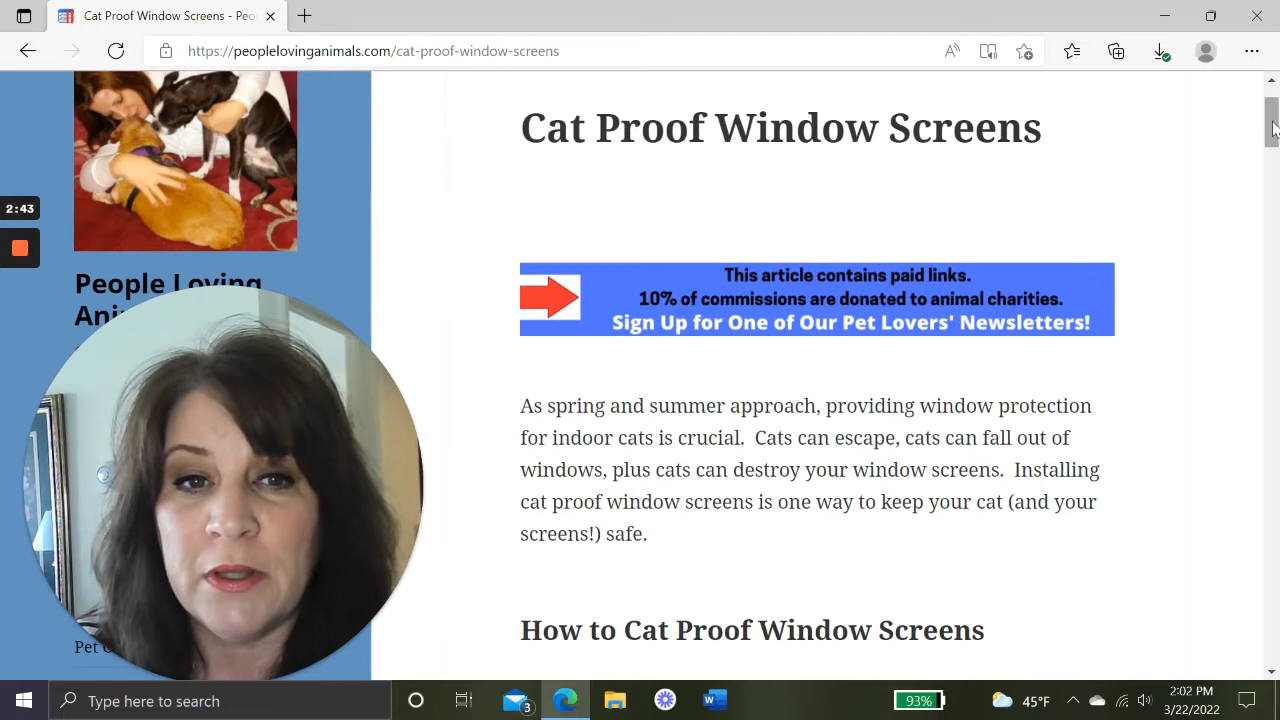 Cat Proof Window Screens - Peo
https://peoplelovinganimals.com/cat-proof-window-screens
Cat Proof Window Screens
2:43
This article contains paid links.
10% of commissions are donated to animal charities.
Sign Up for One of Our Pet Lovers' Newsletters!
People Loving
As spring and summer approach, providing window protection
for indoor cats is crucial. Cats can escape, cats can fall out of
windows, plus cats can destroy your window screens. Installing
cat proof window screens is one way to keep your cat (and your
screens!) safe.
How to Cat Proof Window Screens
Pet
Type here to search
3
W
93%
45°F
2:02 PM
3/22/2022